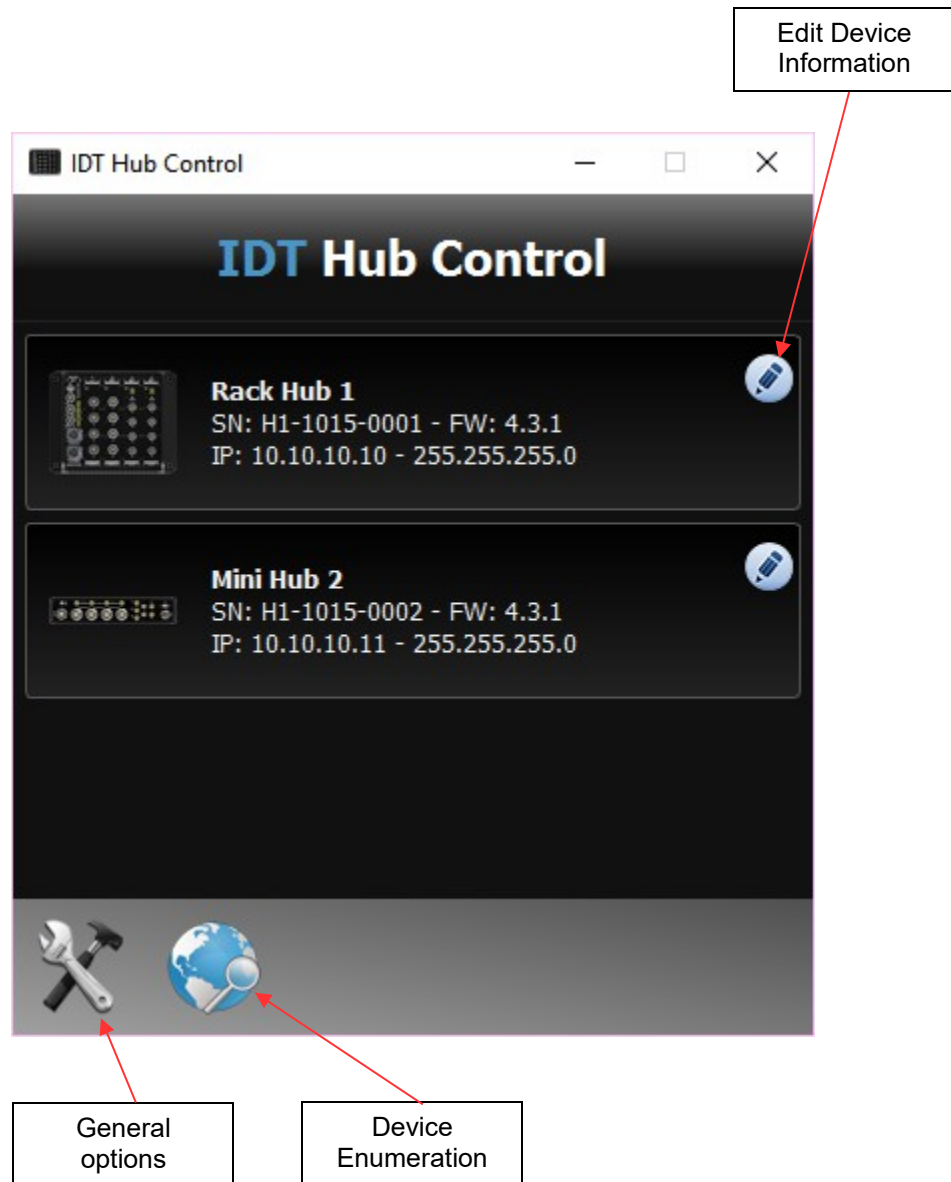 Edit Device
Information
IDT Hub Control
IDT Hub Control
Rack Hub 1
SN: H1-1015-0001 - FW: 4.3.1
IP: 10.10.10.10 - 255.255.255.0
Mini Hub 2
SN: H1-1015-0002 - FW: 4.3.1
IP: 10.10.10.11 - 255.255.255.0
General
options
Device
Enumeration